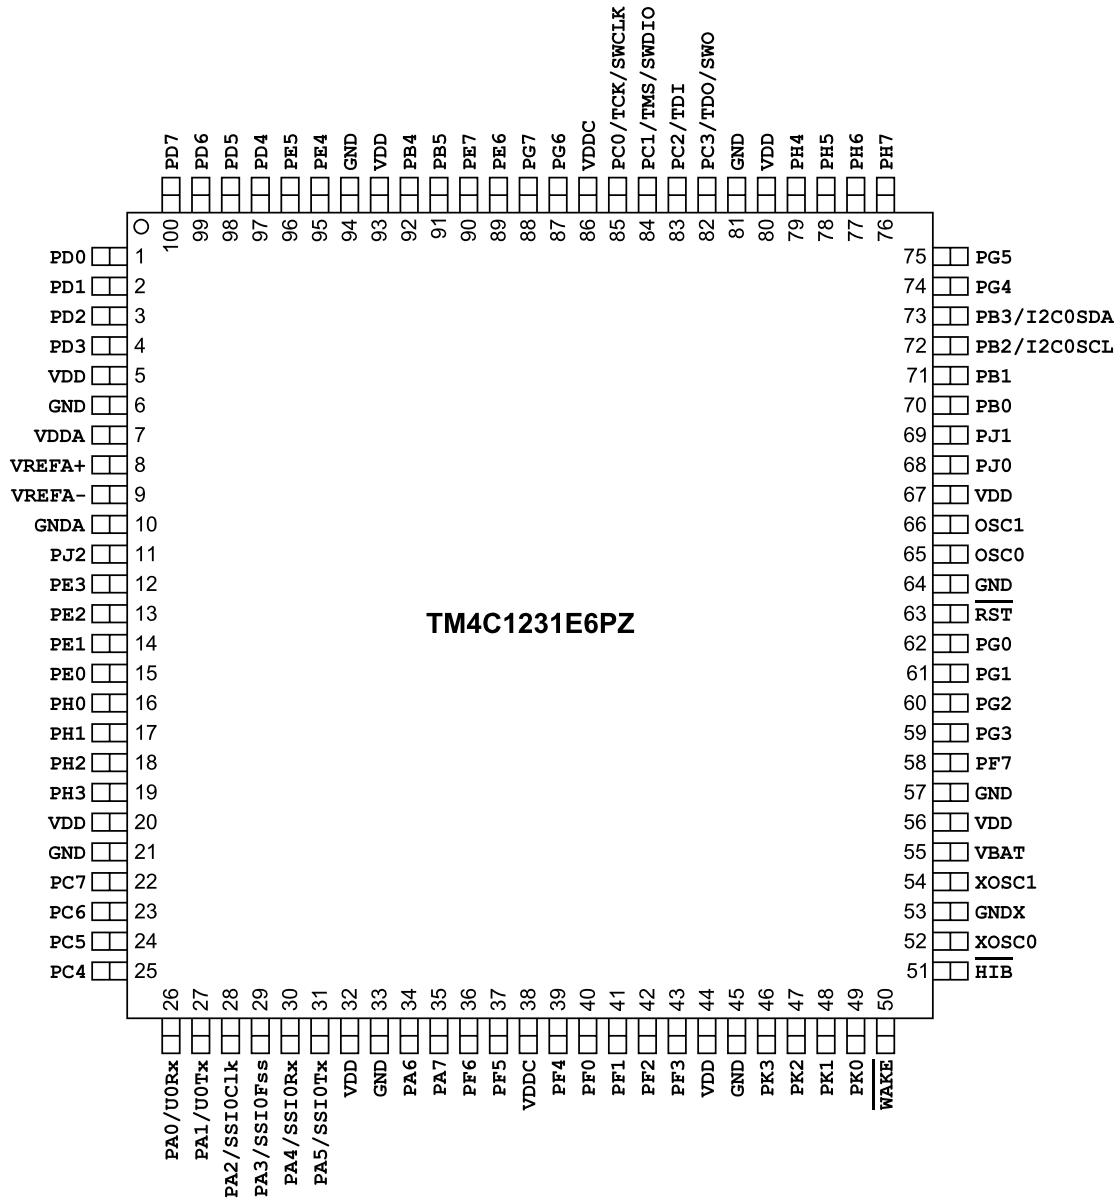 PC0/TCK/SWCLK
PC1/TMS/SWDIO
PC2/TDI
PC3/TDO/SWO
PD7 PD6 PD5 PD4 PE5 PE4 GND VDD PB4 PB5 PE7 PE6 PG7 PG6 VDDC GND VDD PH4 PH5 PH6 PH7
100 99 98 97 96 95 94 93 92 91 90 89 88 87 86 85 84 83 82 81 80 79 78 77 76
PD0 1 75 PG5
PD1 2 74 PG4
PD2 3 73 PB3/I2C0SDA
PD3 4 72 PB2/I2C0SCL
VDD 5 71 PB1
GND 6 70 PB0
VDDA 7 69 PJ1
VREFA+ 8 68 PJ0
VREFA- 9 67 VDD
GNDA 10 66 OSC1
PJ2 11 65 OSC0
PE3 12 64 GND
PE2 13 63 RST
TM4C1231E6PZ
PE1 14 62 PG0
PE0 15 61 PG1
PH0 16 60 PG2
PH1 17 59 PG3
PH2 18 58 PF7
PH3 19 57 GND
VDD 20 56 VDD
GND 21 55 VBAT
PC7 22 54 XOSC1
PC6 23 53 GNDX
PC5 24 52 XOSC0
PC4 25 51 HIB
26 27 28 29 30 31 32 33 34 35 36 37 38 39 40 41 42 43 44 45 46 47 48 49 50
PA0/U0Rx PA1/U0Tx PA2/SSI0Clk PA3/SSI0Fss PA4/SSI0Rx PA5/SSI0Tx VDD GND PA6 PA7 PF6 PF5 VDDC PF4 PF0 PF1 PF2 PF3 VDD GND PK3 PK2 PK1 PK0 WAKE